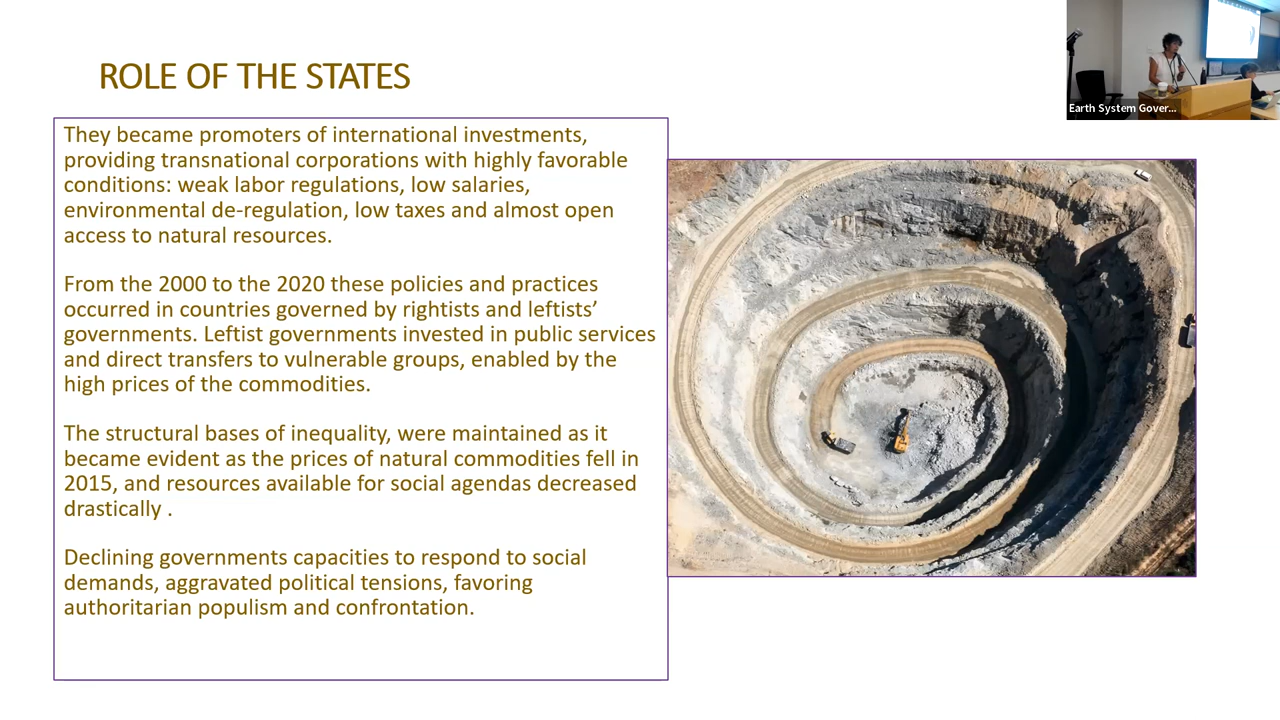 ROLE OF THE STATES
Earth System Gover...
They became promoters of international investments,
providing transnational corporations with highly favorable
conditions: weak labor regulations, low salaries,
environmental de-regulation, low taxes and almost open
access to natural resources.
From the 2000 to the 2020 these policies and practices
occurred in countries governed by rightists and leftists’
governments. Leftist governments invested in public services
and direct transfers to vulnerable groups, enabled by the
high prices of the commodities.
The structural bases of inequality, were maintained as it
became evident as the prices of natural commodities fell in
2015, and resources available for social agendas decreased
drastically .
Declining governments capacities to respond to social
demands, aggravated political tensions, favoring
authoritarian populism and confrontation.